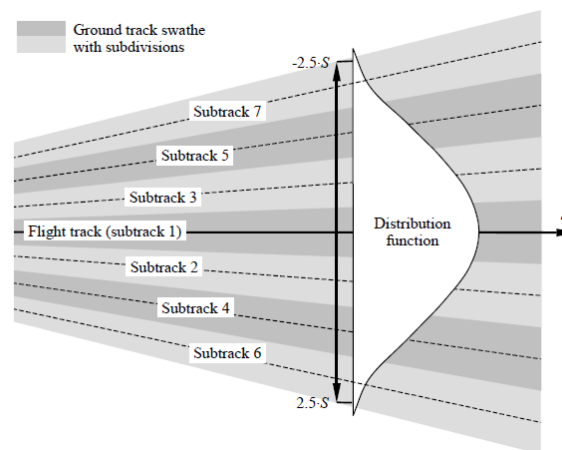 Ground track swathe
with subdivisions
-2.5·S
Subtrack 7
Subtrack 5
Subtrack 3
Flight track (subtrack 1)
Distribution
function
Subtrack 2
Subtrack 4
Subtrack 6
2.5·S